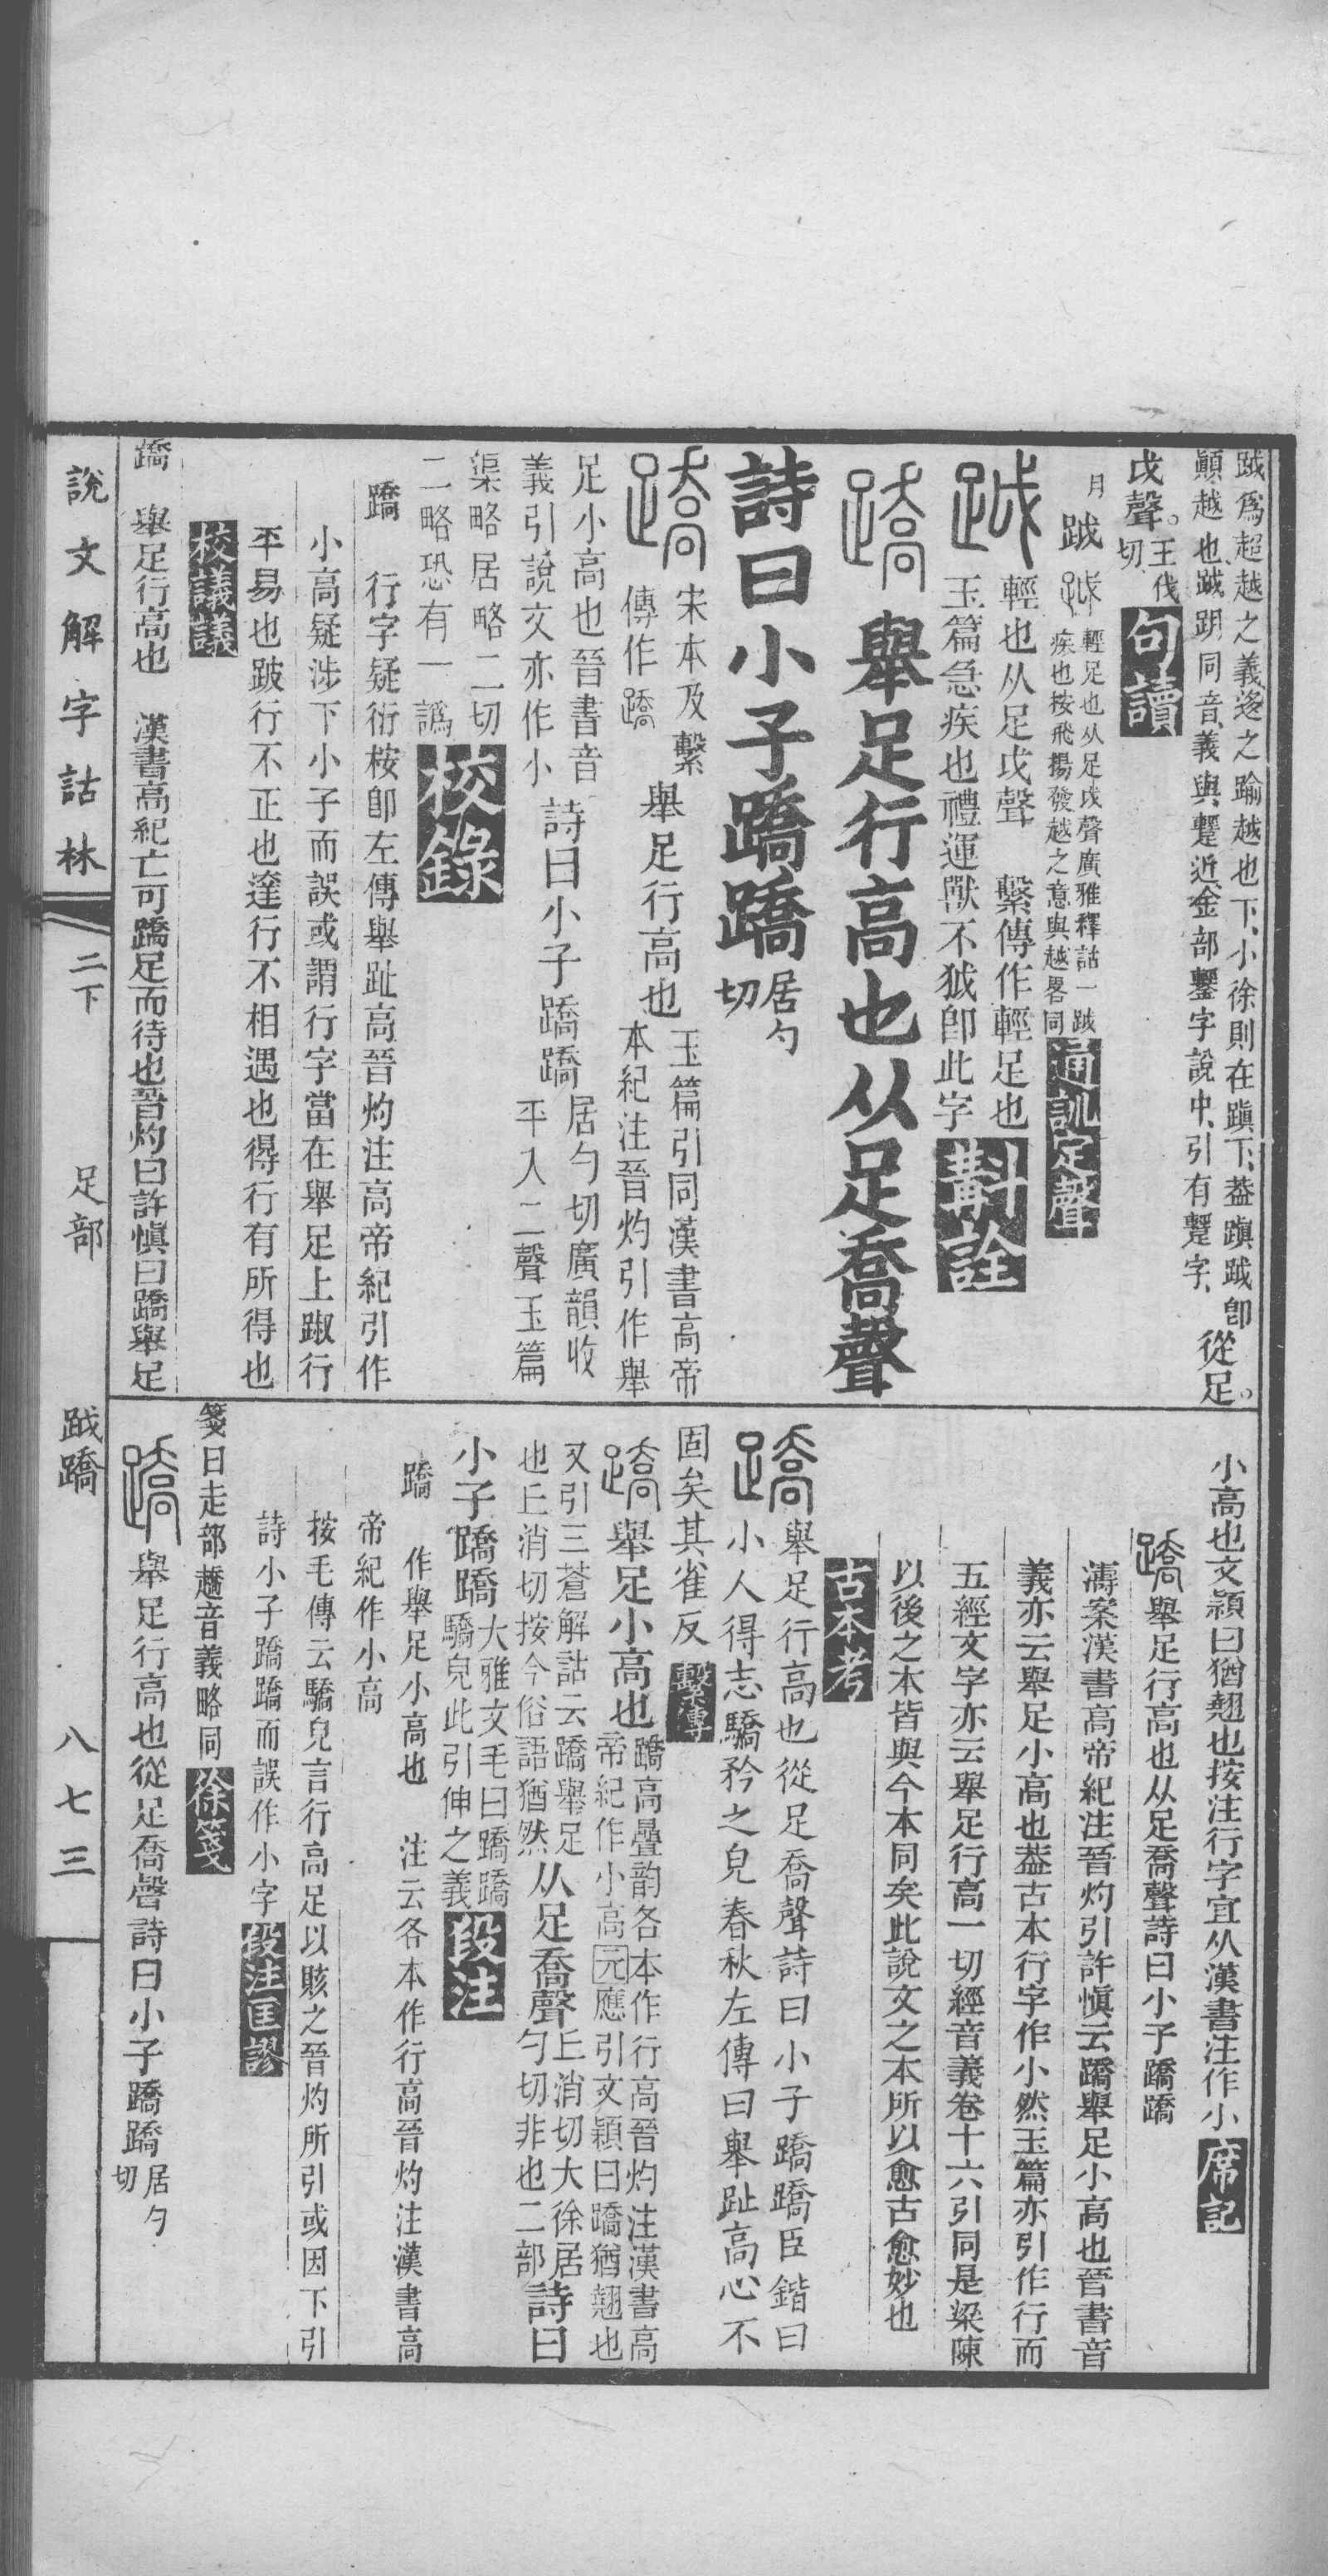 䟠爲超越之義迻之踰越也下小徐則在蹎下葢蹎䟠卽
顚越也䟠跀同音義與躗近金部䥷字說中引有躗字從足
戉聲王伐切句讀
月 䟠 輕足也从足戉聲廣雅釋詁一䟠
疾也按飛揚發越之意與越畧同通訓定聲
輕也从足戉聲 繫傳作輕足也
玉篇急疾也禮運獸不狘卽此字斠詮
舉足行高也从足喬聲
詩曰小子蹻蹻居勺切
宋本及繫
傳作蹻
舉足行高也
玉篇引同漢書高帝
本紀注晉灼引作舉
足小高也晉書音
義引說文亦作小
詩曰小子蹻蹻
居勺切廣韻收
平入二聲玉篇
渠略居略二切
二略恐有一譌校錄
蹻 行字疑衍桉卽左傳舉趾高晉灼注高帝紀引作
小高疑涉下小子而誤或謂行字當在舉足上踧行
平易也跛行不正也達行不相遇也得行有所得也
校議議
蹻 舉足行高也 漢書高紀亡可蹻足而待也晉灼曰許愼曰蹻舉足
小高也文穎曰猶翹也按注行字宜从漢書注作小席記
蹻舉足行高也从足喬聲詩曰小子蹻蹻
濤案漢書高帝紀注晉灼引許愼云蹻舉足小高也晉書音
義亦云舉足小高也葢古本行字作小然玉篇亦引作行而
五經文字亦云舉足行高一切經音義卷十六引同是梁陳
以後之本皆與今本同矣此說文之本所以愈古愈妙也
古本考
蹻 舉足行高也從足喬聲詩曰小子蹻蹻臣鍇曰
小人得志驕矜之皃春秋左傳曰舉趾高心不
固矣其雀反繫傳
蹻 舉足小高也
蹻高疊韵各本作行高晉灼注漢書高
帝紀作小高元應引文穎曰蹻猶翹也
又引三蒼解詁云蹻舉足
也丘消切按今俗語猶然
从足喬聲
丘消切大徐居
勺切非也二部
詩曰
小子蹻蹻
大雅文毛曰蹻蹻
驕皃此引伸之義段注
蹻 作舉足小高也 注云各本作行高晉灼注漢書高
帝紀作小高
按毛傳云驕皃言行高足以賅之晉灼所引或因下引
詩小子蹻蹻而誤作小字段注匡謬
箋曰走部趫音義略同徐箋
舉足行高也從足喬聲詩曰小子蹻蹻居勺切
說文解字詁林 二下 足部 䟠蹻 八七三